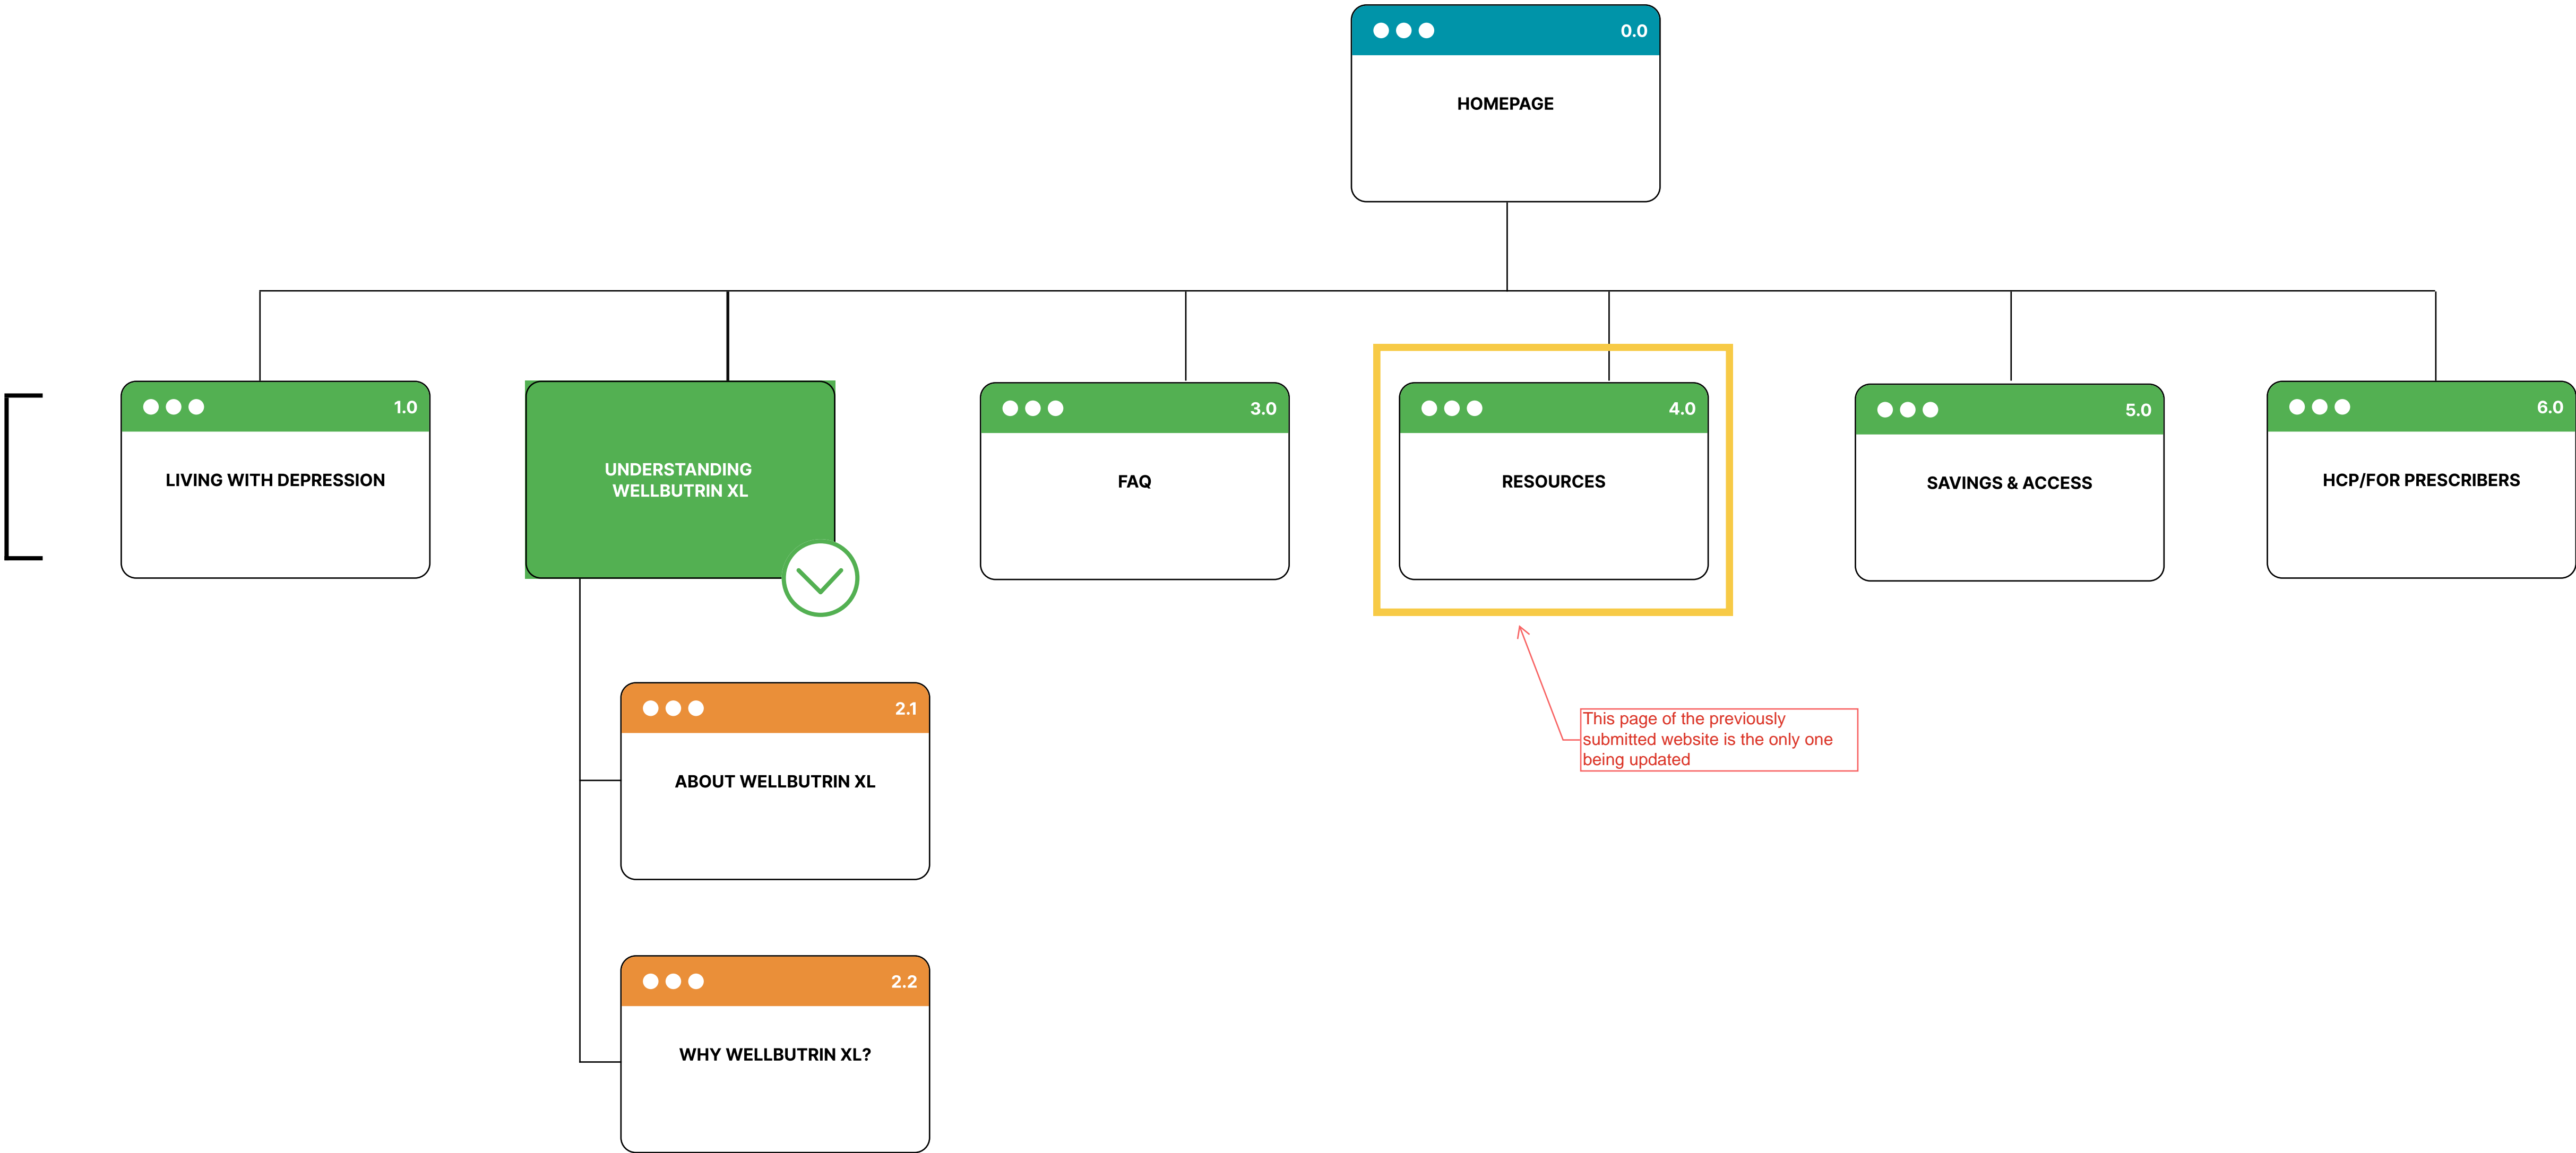 0.0
HOMEPAGE
1.0
LIVING WITH DEPRESSION
UNDERSTANDING
WELLBUTRIN XL
3.0
FAQ
4.0
RESOURCES
5.0
SAVINGS & ACCESS
6.0
HCP/FOR PRESCRIBERS
2.1
ABOUT WELLBUTRIN XL
This page of the previously
submitted website is the only one
being updated
2.2
WHY WELLBUTRIN XL?